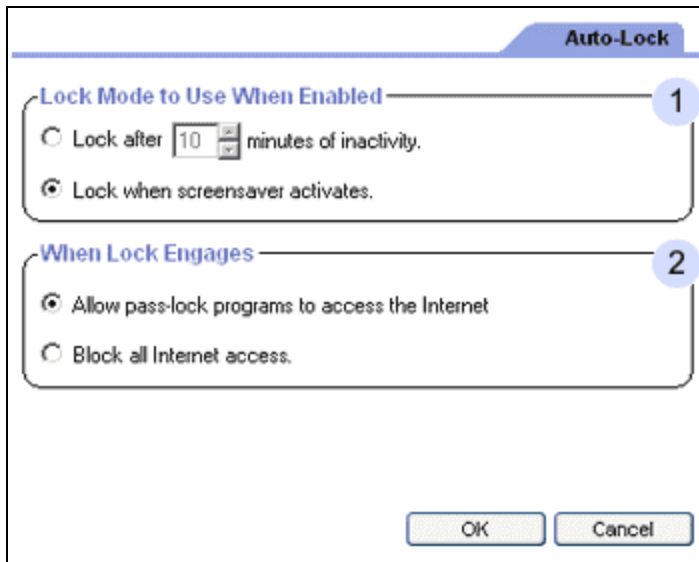 Auto-Lock
Lock Mode to Use When Enabled
1
Lock after 10 minutes of inactivity.
Lock when screensaver activates.
When Lock Engages
2
Allow pass-lock programs to access the Internet
Block all Internet access.
OK
Cancel